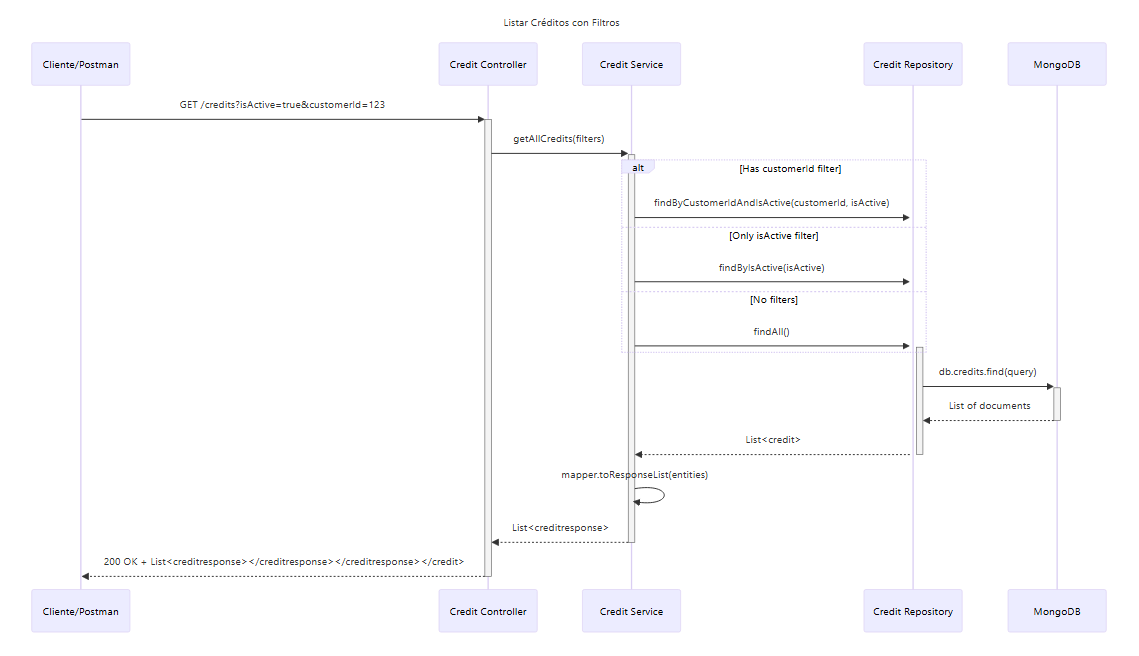 Listar Créditos con Filtros
Cliente/Postman
Credit Controller
Credit Service
Credit Repository
MongoDB
GET /credits?isActive=true&customerId=123
getAllCredits(filters)
alt
[Has customerId filter]
findByCustomerIdAndIsActive(customerId, isActive)
[Only isActive filter]
findByIsActive(isActive)
[No filters]
findAll()
db.credits.find(query)
List of documents
List<credit>
mapper.toResponseList(entities)
List<creditresponse>
200 OK + List<creditresponse></creditresponse></creditresponse></credit>
Cliente/Postman
Credit Controller
Credit Service
Credit Repository
MongoDB